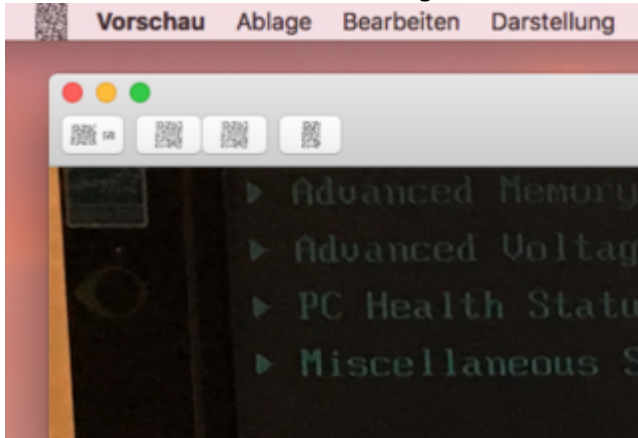 Vorschau Ablage Bearbeiten Darstellung
Advanced Memory
Advanced Voltag
PC Health Statu
Miscellaneous S